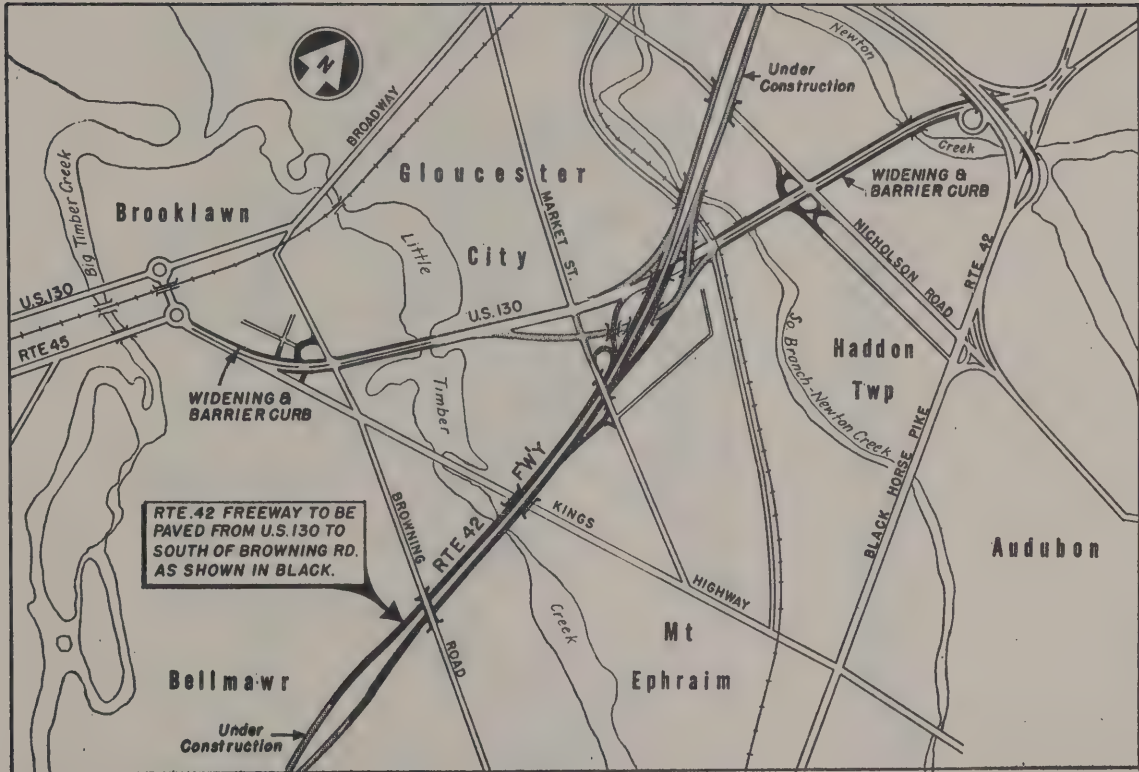 N
Newton
Creek
Under
Construction
BROADWAY
Gloucester
City
WIDENING &
BARRIER CURB
Big Timber Creek
Brooklawn
MARKET ST.
NICHOLSON ROAD
RTE 42
Little
Timber
Creek
U.S.130
U.S.130
RTE 45
So Branch-Newton Creek
Haddon
Twp
WIDENING &
BARRIER CURB
BLACK HORSE PIKE
Audubon
RTE.42 FREEWAY TO BE
PAVED FROM U.S.130 TO
SOUTH OF BROWNING RD.
AS SHOWN IN BLACK.
RTE 42 FW'Y
KINGS HIGHWAY
BROWNING ROAD
Mt
Ephraim
Bellmawr
Under
Construction